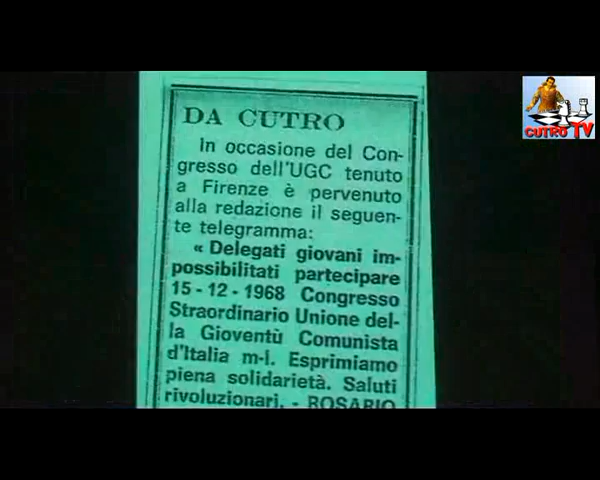 DA CUTRO
In occasione del Con-
gresso dell'UGC tenuto
a Firenze è pervenuto
alla redazione il seguen-
te telegramma:
« Delegati giovani im-
possibilitati partecipare
15-12-1968 Congresso
Straordinario Unione del-
la Gioventù Comunista
d'Italia m-l. Esprimiamo
piena solidarietà. Saluti
rivoluzionari. - ROSARIO
CUTRO TV